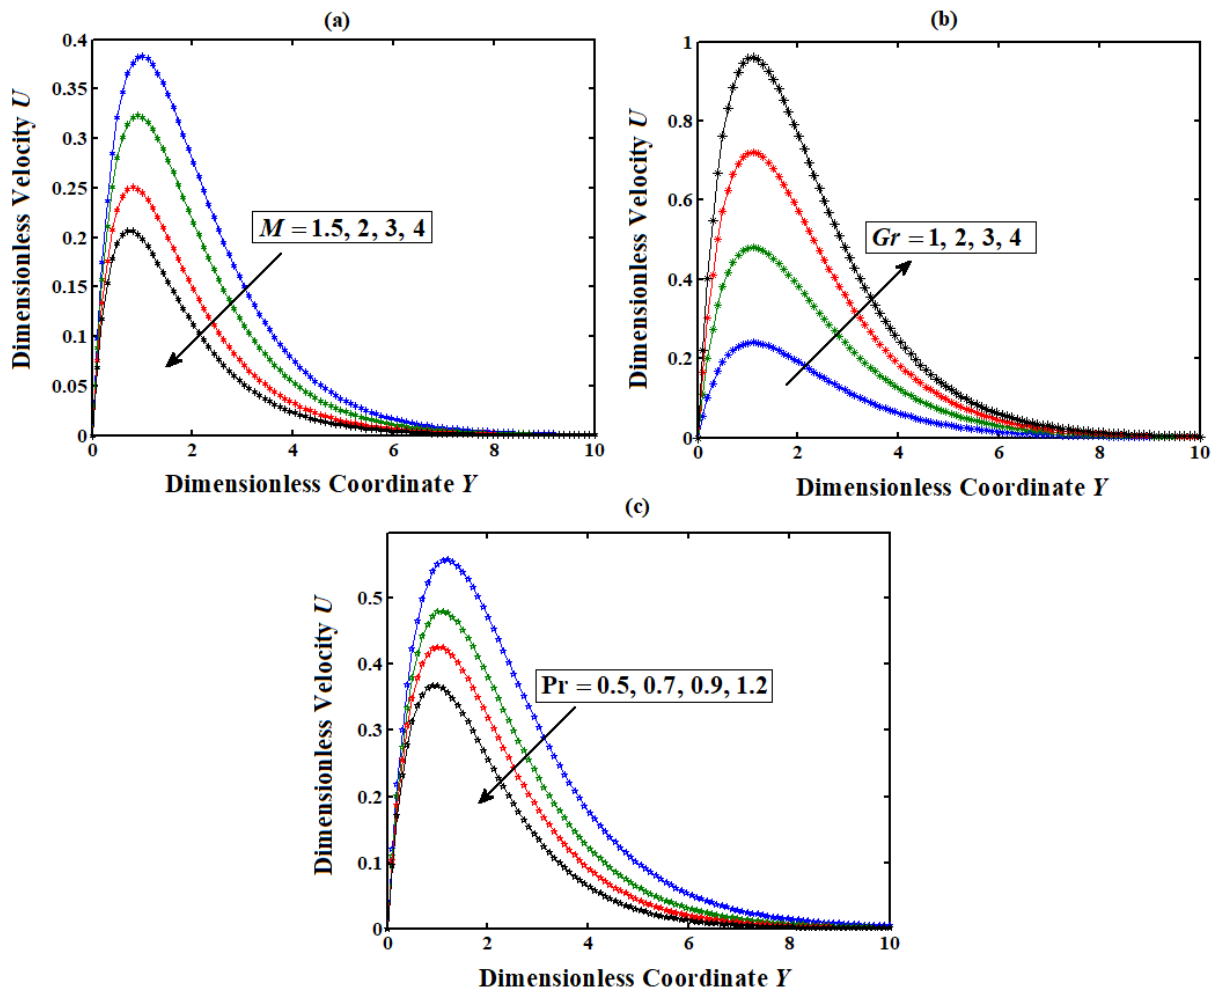 (a)
0.4
0.35
0.3
0.25
0.2
0.15
0.1
0.05
0
Dimensionless Velocity U
M = 1.5, 2, 3, 4
0 2 4 6 8 10
Dimensionless Coordinate Y
(b)
1
0.8
0.6
0.4
0.2
0
Dimensionless Velocity U
Gr = 1, 2, 3, 4
0 2 4 6 8 10
Dimensionless Coordinate Y
(c)
0.5
0.4
0.3
0.2
0.1
0
Dimensionless Velocity U
Pr = 0.5, 0.7, 0.9, 1.2
0 2 4 6 8 10
Dimensionless Coordinate Y